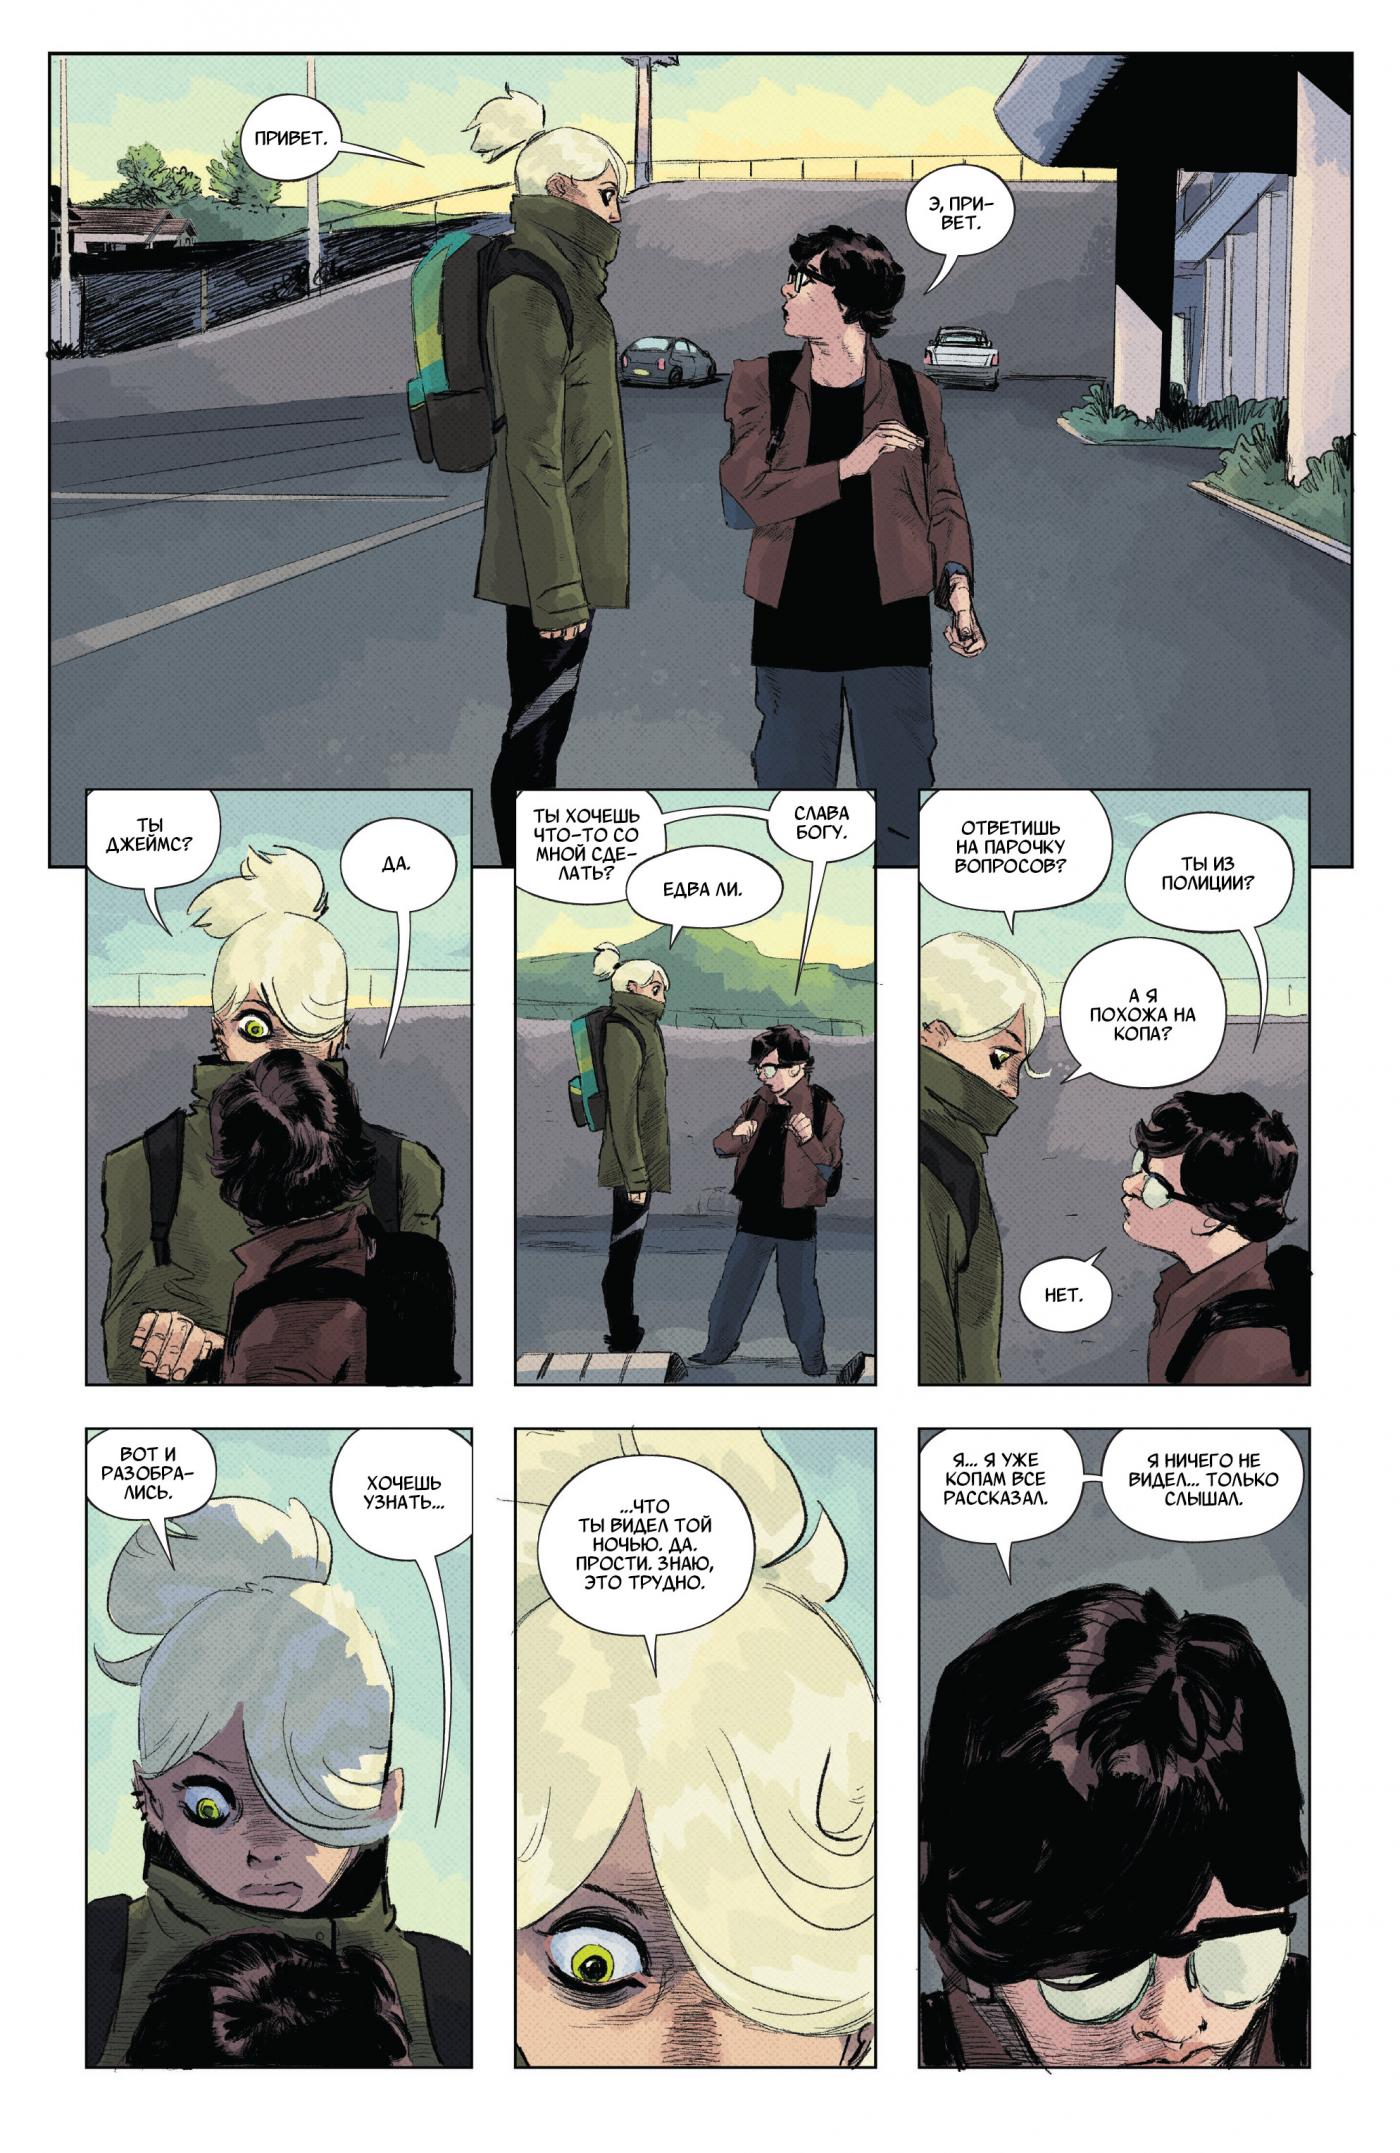 ПРИВЕТ.
Э, ПРИ-
ВЕТ.
ТЫ
ДЖЕЙМС?
ДА.
ТЫ ХОЧЕШЬ
ЧТО-ТО СО
МНОЙ СДЕ-
ЛАТЬ?
ЕДВА ЛИ.
СЛАВА
БОГУ.
ОТВЕТИШЬ
НА ПАРОЧКУ
ВОПРОСОВ?
ТЫ ИЗ
ПОЛИЦИИ?
А Я
ПОХОЖА НА
КОПА?
НЕТ.
ВОТ И
РАЗОБРА-
ЛИСЬ.
ХОЧЕШЬ
УЗНАТЬ...
...ЧТО
ТЫ ВИДЕЛ ТОЙ
НОЧЬЮ. ДА.
ПРОСТИ. ЗНАЮ,
ЭТО ТРУДНО.
Я... Я УЖЕ
КОПАМ ВСЕ
РАССКАЗАЛ.
Я НИЧЕГО НЕ
ВИДЕЛ... ТОЛЬКО
СЛЫШАЛ.